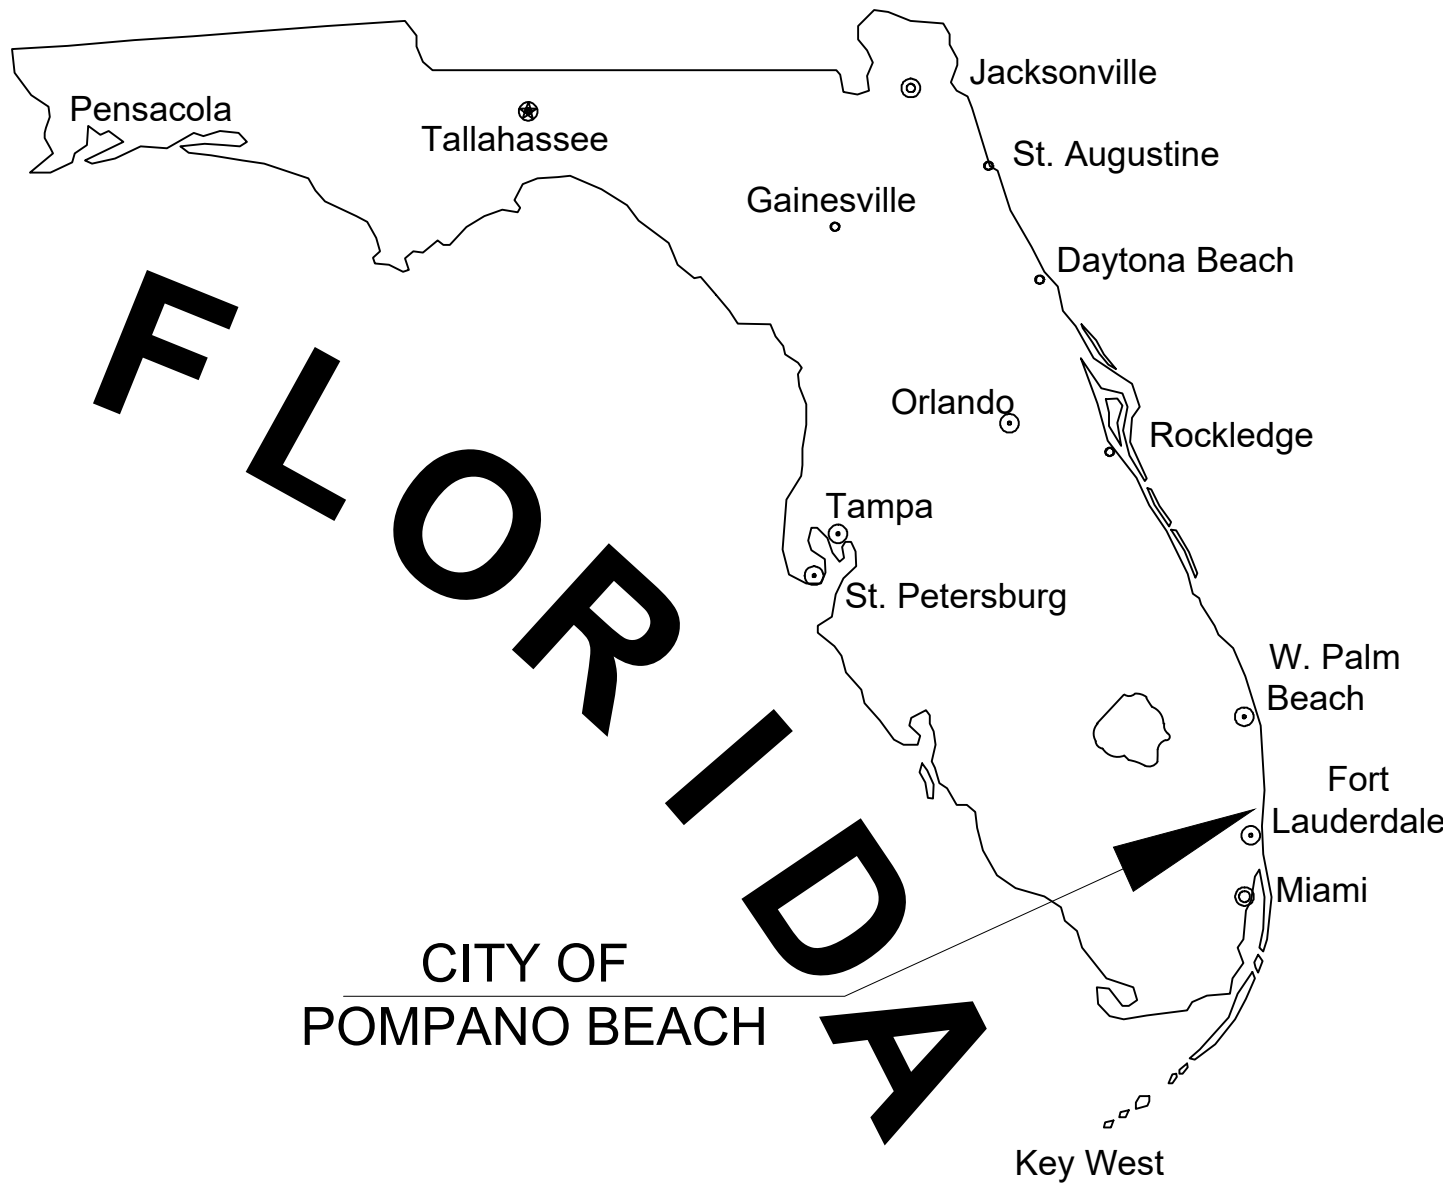 Jacksonville
Pensacola
Tallahassee
St. Augustine
Gainesville
Daytona Beach
FLORIDA
Orlando
Rockledge
Tampa
St. Petersburg
W. Palm
Beach
Fort
Lauderdale
Miami
CITY OF
POMPANO BEACH
Key West